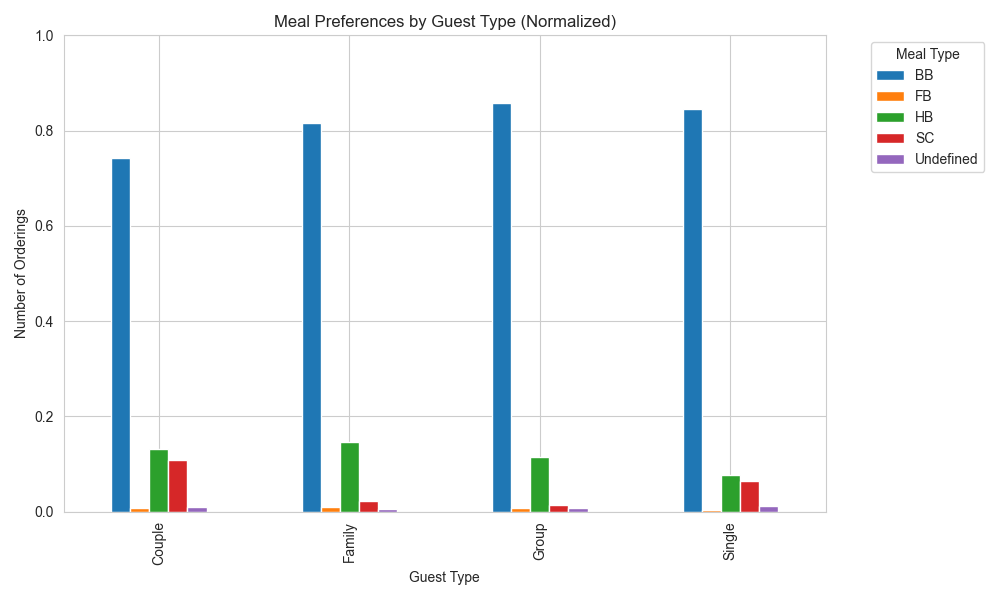 Meal Preferences by Guest Type (Normalized)
1.0
0.8
0.6
0.4
0.2
0.0
Number of Orderings
Couple
Family
Group
Single
Guest Type
Meal Type
BB
FB
HB
SC
Undefined